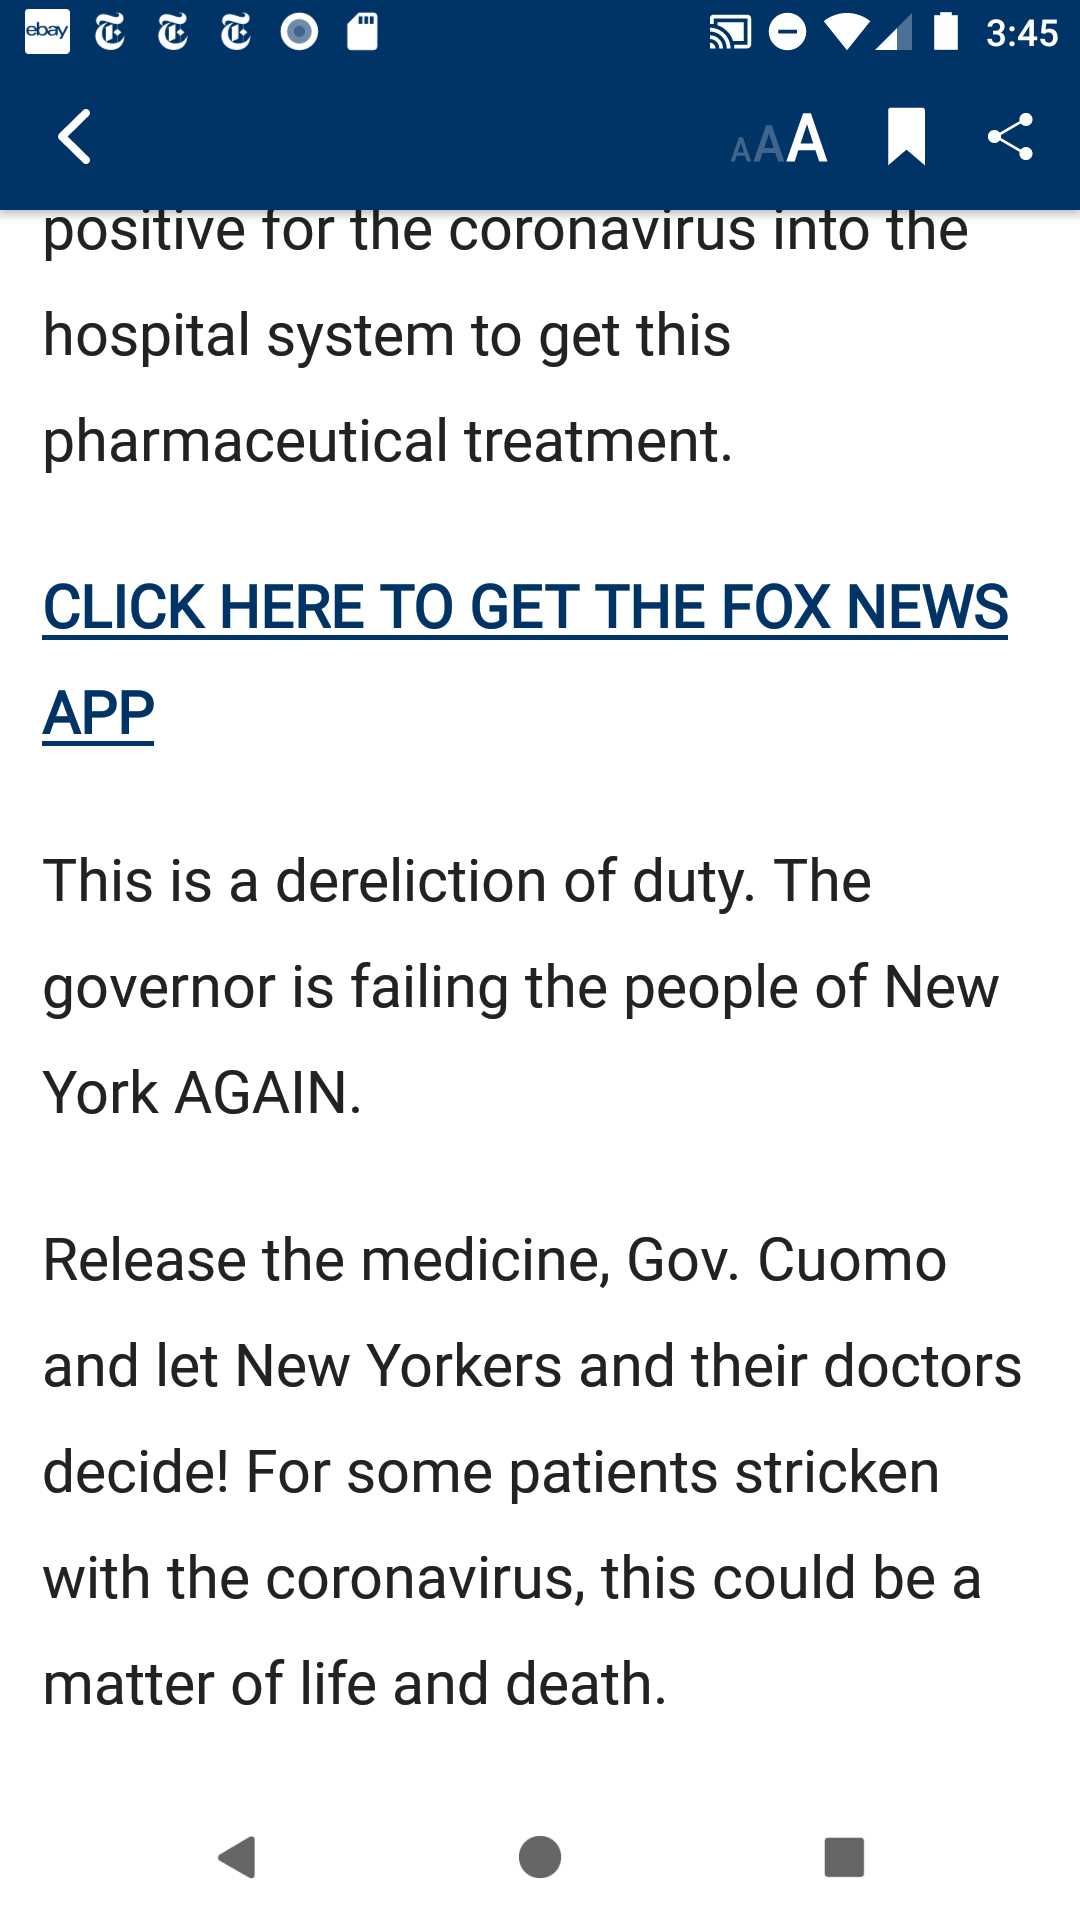 ebay
3:45
AAA
positive for the coronavirus into the
hospital system to get this
pharmaceutical treatment.
CLICK HERE TO GET THE FOX NEWS
APP
This is a dereliction of duty. The
governor is failing the people of New
York AGAIN.
Release the medicine, Gov. Cuomo
and let New Yorkers and their doctors
decide! For some patients stricken
with the coronavirus, this could be a
matter of life and death.